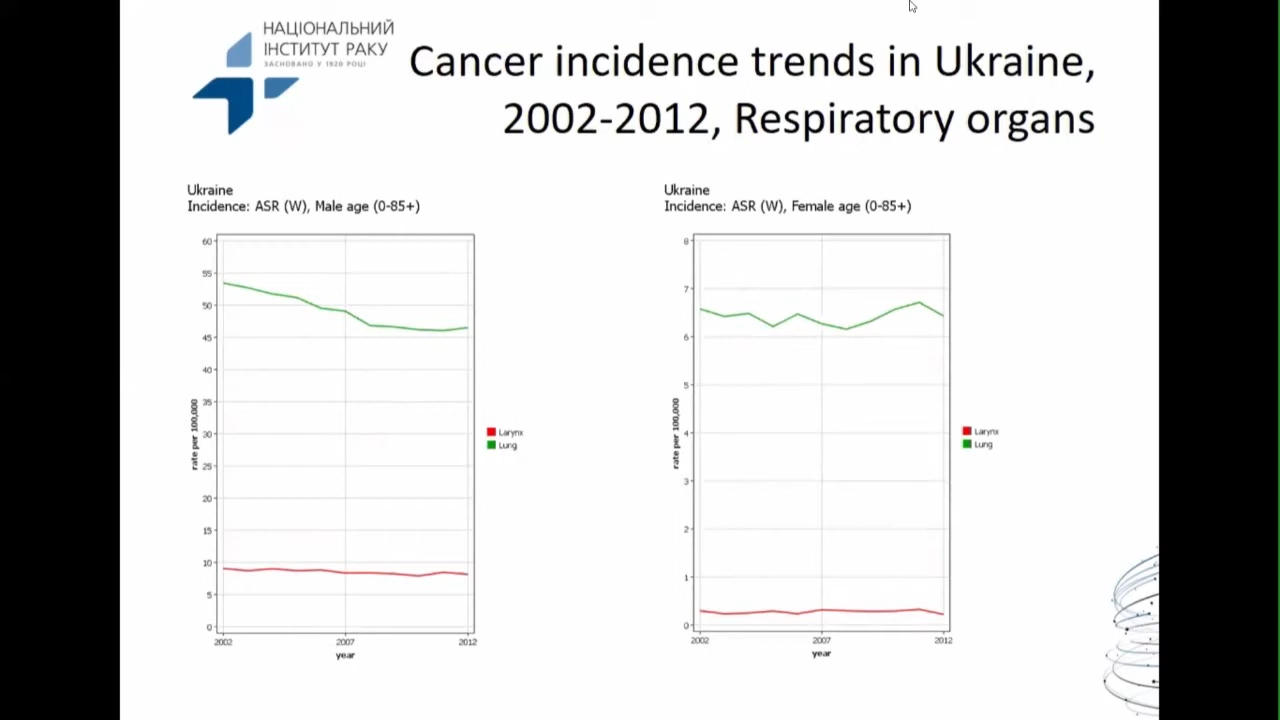 НАЦІОНАЛЬНИЙ
ІНСТИТУТ РАКУ
ЗАСНОВАНО У 1920 РОЦІ
Cancer incidence trends in Ukraine,
2002-2012, Respiratory organs
Ukraine
Incidence: ASR (W), Male age (0-85+)
60
55
50
45
40
35
30
25
20
15
10
5
0
rate per 100,000
2002
2007
2012
year
Larynx
Lung
Ukraine
Incidence: ASR (W), Female age (0-85+)
8
7
6
5
4
3
2
1
0
rate per 100,000
2002
2007
2012
year
Larynx
Lung